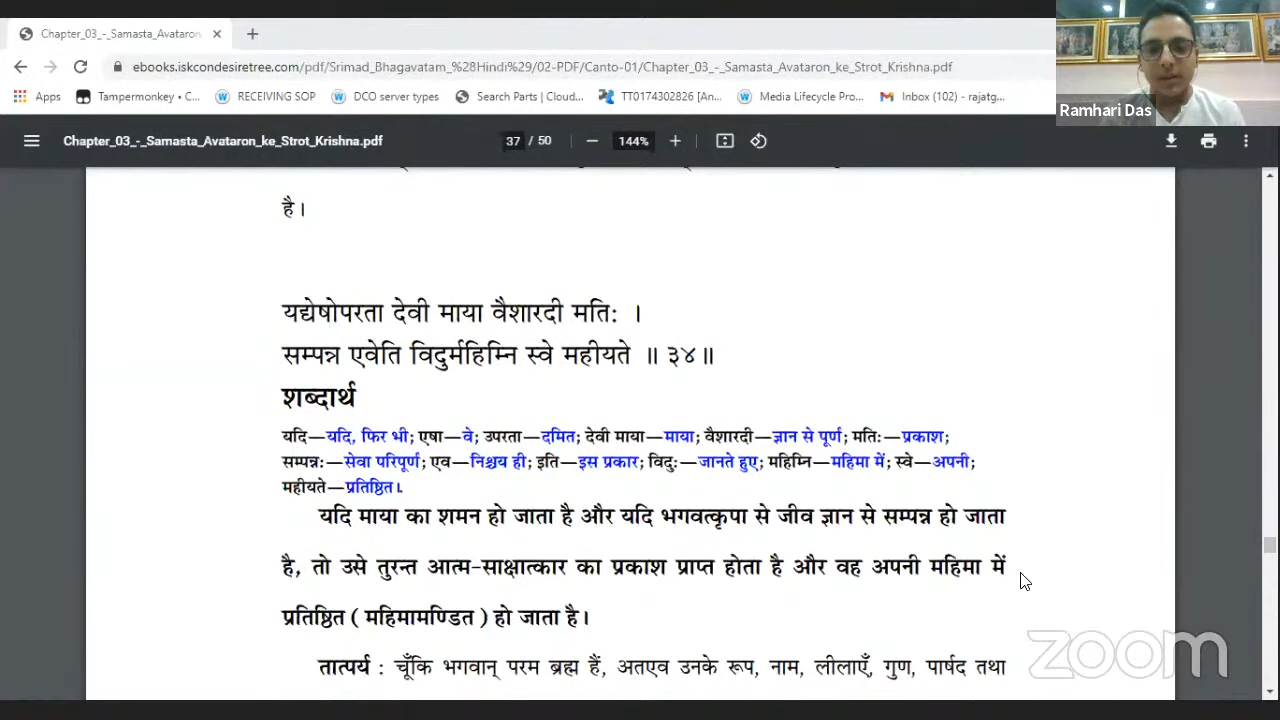 Chapter_03_-_Samasta_Avataron
ebooks.iskcondesiretree.com/pdf/Srimad_Bhagavatam_%28Hindi%29/02-PDF/Canto-01/Chapter_03_-_Samasta_Avataron_ke_Strot_Krishna.pdf
Apps Tampermonkey • C... RECEIVING SOP DCO server types Search Parts | Cloud... TT0174302826 [An... Media Lifecycle Pro... Inbox (102) - rajatg...
Ramhari Das
Chapter_03_-_Samasta_Avataron_ke_Strot_Krishna.pdf 37 / 50 144%
है।
यद्येषोपरता देवी माया वैशारदी मतिः ।
सम्पन्न एवेति विदुर्महिम्नि स्वे महीयते ॥ ३४॥
शब्दार्थ
यदि—यदि, फिर भी; एषा—वे; उपरता—दमित; देवी माया—माया; वैशारदी—ज्ञान से पूर्ण; मतिः—प्रकाश;
सम्पन्नः—सेवा परिपूर्ण; एव—निश्चय ही; इति—इस प्रकार; विदुः—जानते हुए; महिम्नि—महिमा में; स्वे—अपनी;
महीयते—प्रतिष्ठित।
यदि माया का शमन हो जाता है और यदि भगवत्कृपा से जीव ज्ञान से सम्पन्न हो जाता
है, तो उसे तुरन्त आत्म-साक्षात्कार का प्रकाश प्राप्त होता है और वह अपनी महिमा में
प्रतिष्ठित ( महिमामण्डित ) हो जाता है।
तात्पर्य : चूँकि भगवान् परम ब्रह्म हैं, अतएव उनके रूप, नाम, लीलाएँ, गुण, पार्षद तथा
zoom